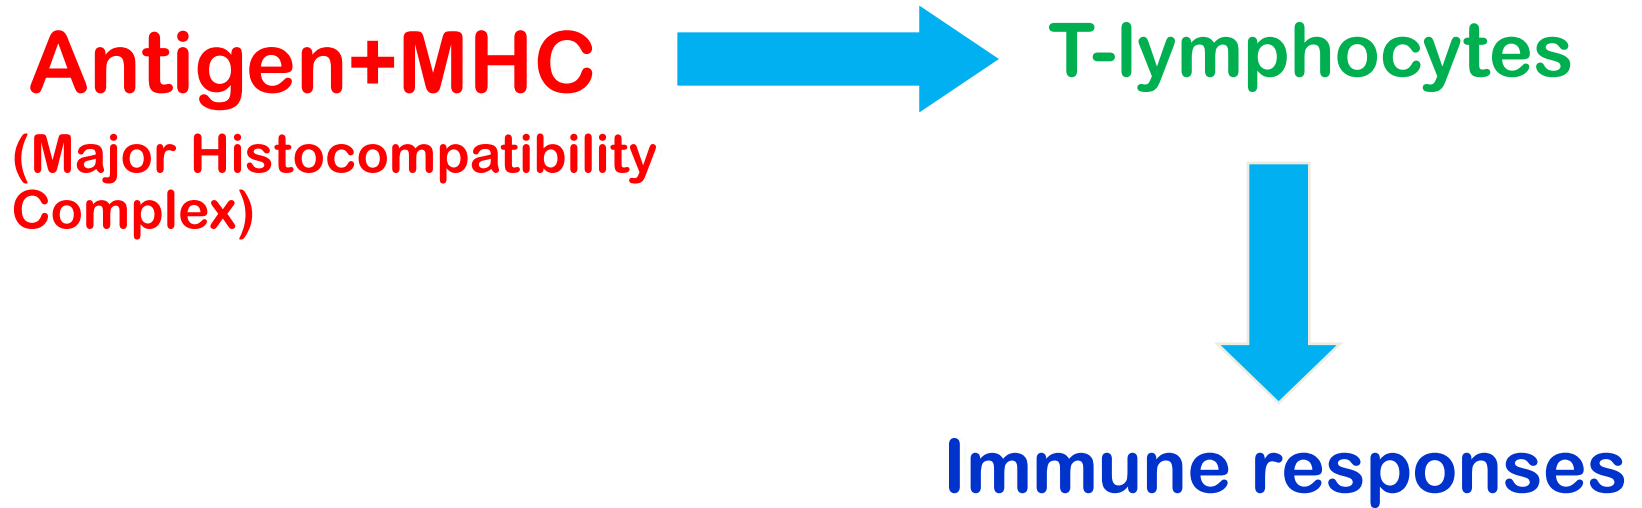 Antigen+MHC
(Major Histocompatibility
Complex)
T-lymphocytes
Immune responses